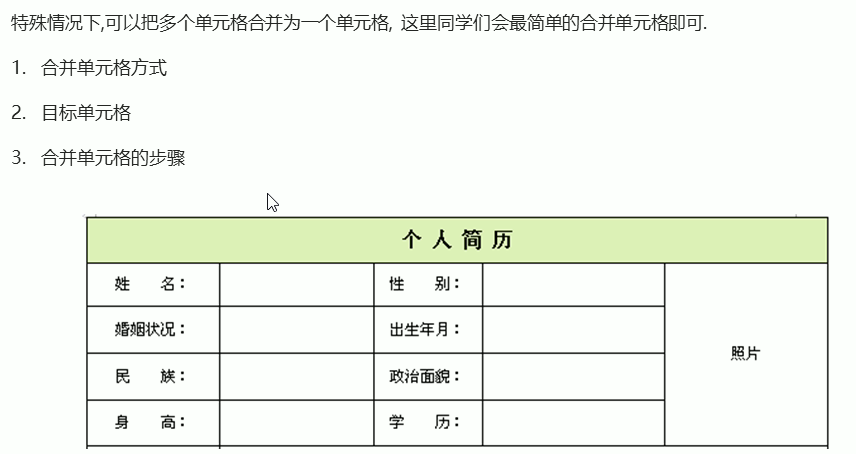 特殊情况下,可以把多个单元格合并为一个单元格, 这里同学们会最简单的合并单元格即可.
1. 合并单元格方式
2. 目标单元格
3. 合并单元格的步骤
个 人 简 历
姓 名： 性 别： 照片
婚姻状况： 出生年月：
民 族： 政治面貌：
身 高： 学 历：